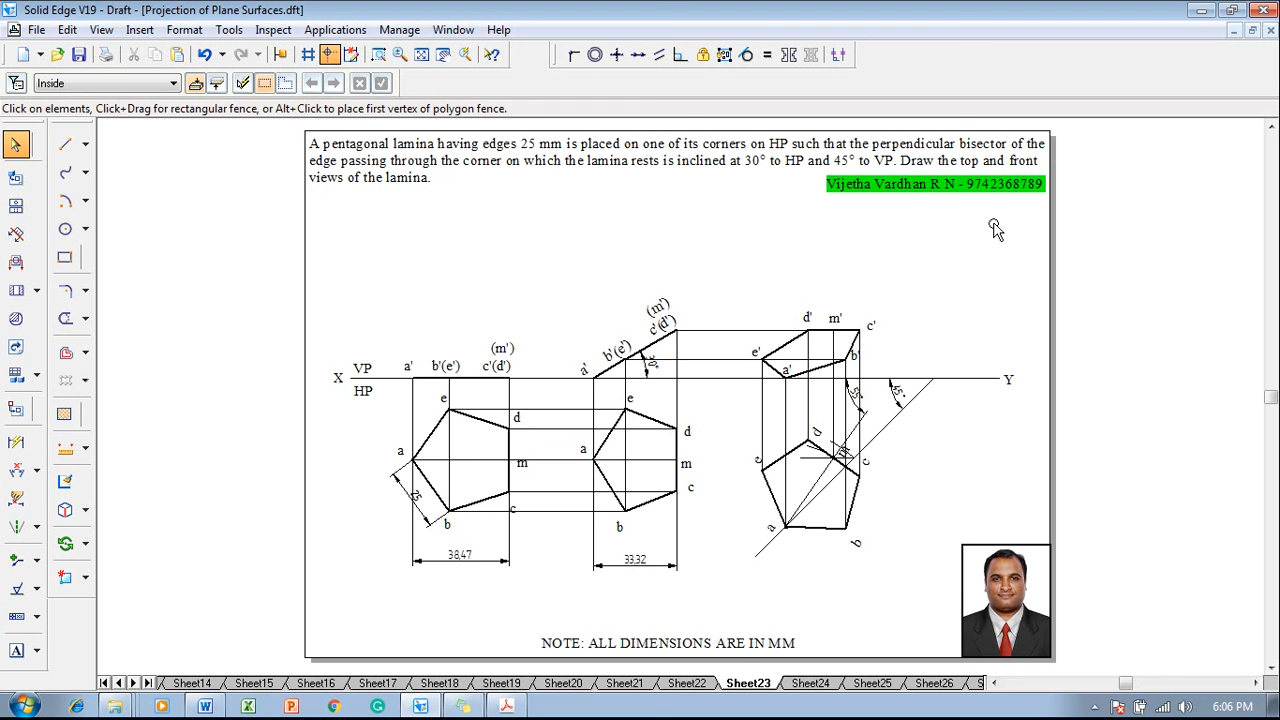 Solid Edge V19 - Draft - [Projection of Plane Surfaces.dft]
File Edit View Insert Format Tools Inspect Applications Manage Window Help
Inside
Click on elements, Click+Drag for rectangular fence, or Alt+Click to place first vertex of polygon fence.
A pentagonal lamina having edges 25 mm is placed on one of its corners on HP such that the perpendicular bisector of the
edge passing through the corner on which the lamina rests is inclined at 30° to HP and 45° to VP. Draw the top and front
views of the lamina.
Vijetha Vardhan R N - 9742368789
(m')
c'(d')
b'(e')
a'
30°
d' m' c'
e' b'
a'
(m')
VP a' b'(e') c'(d')
X Y
HP
e d
a m
25
b c
38,47
e
a d
m
c
b
33,32
55°
45°
d
e c
a b
NOTE: ALL DIMENSIONS ARE IN MM
Sheet14 Sheet15 Sheet16 Sheet17 Sheet18 Sheet19 Sheet20 Sheet21 Sheet22 Sheet23 Sheet24 Sheet25 Sheet26 S
6:06 PM